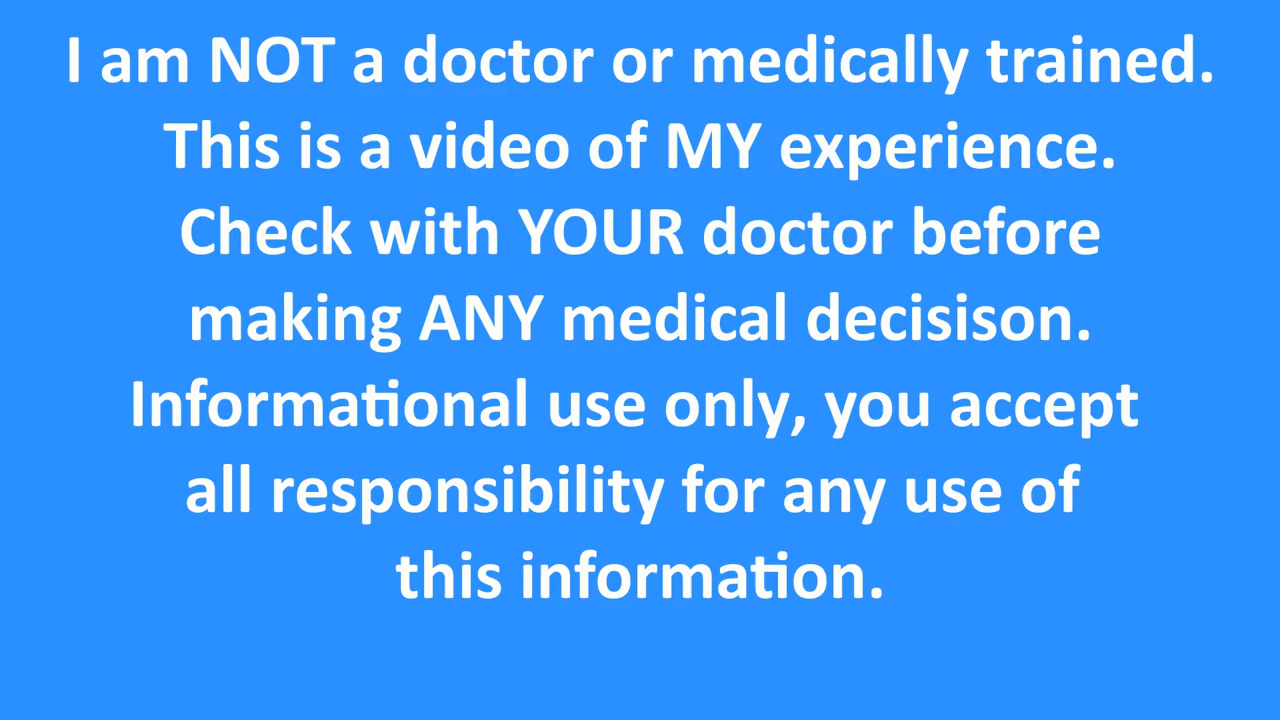 I am NOT a doctor or medically trained.
This is a video of MY experience.
Check with YOUR doctor before
making ANY medical decisison.
Informational use only, you accept
all responsibility for any use of
this information.